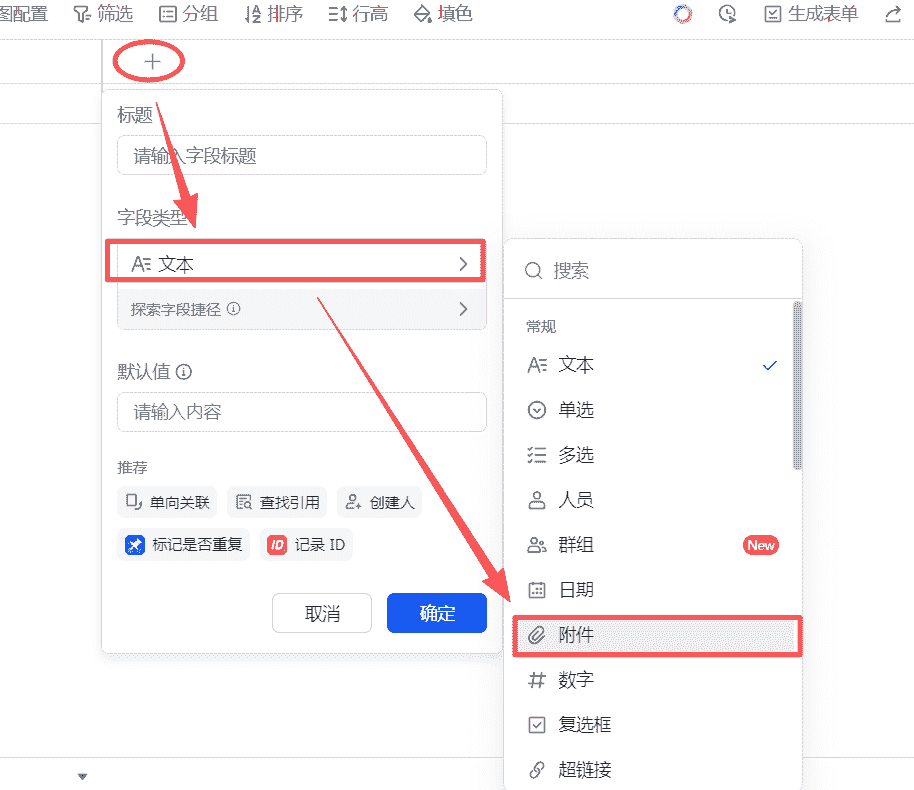 图配置 筛选 分组 排序 行高 填色 生成表单
标题
请输入字段标题
字段类型
文本
探索字段捷径
默认值
请输入内容
推荐
单向关联 查找引用 创建人
标记是否重复 ID 记录 ID
取消 确定
搜索
常规
文本
单选
多选
人员
群组 New
日期
附件
数字
复选框
超链接